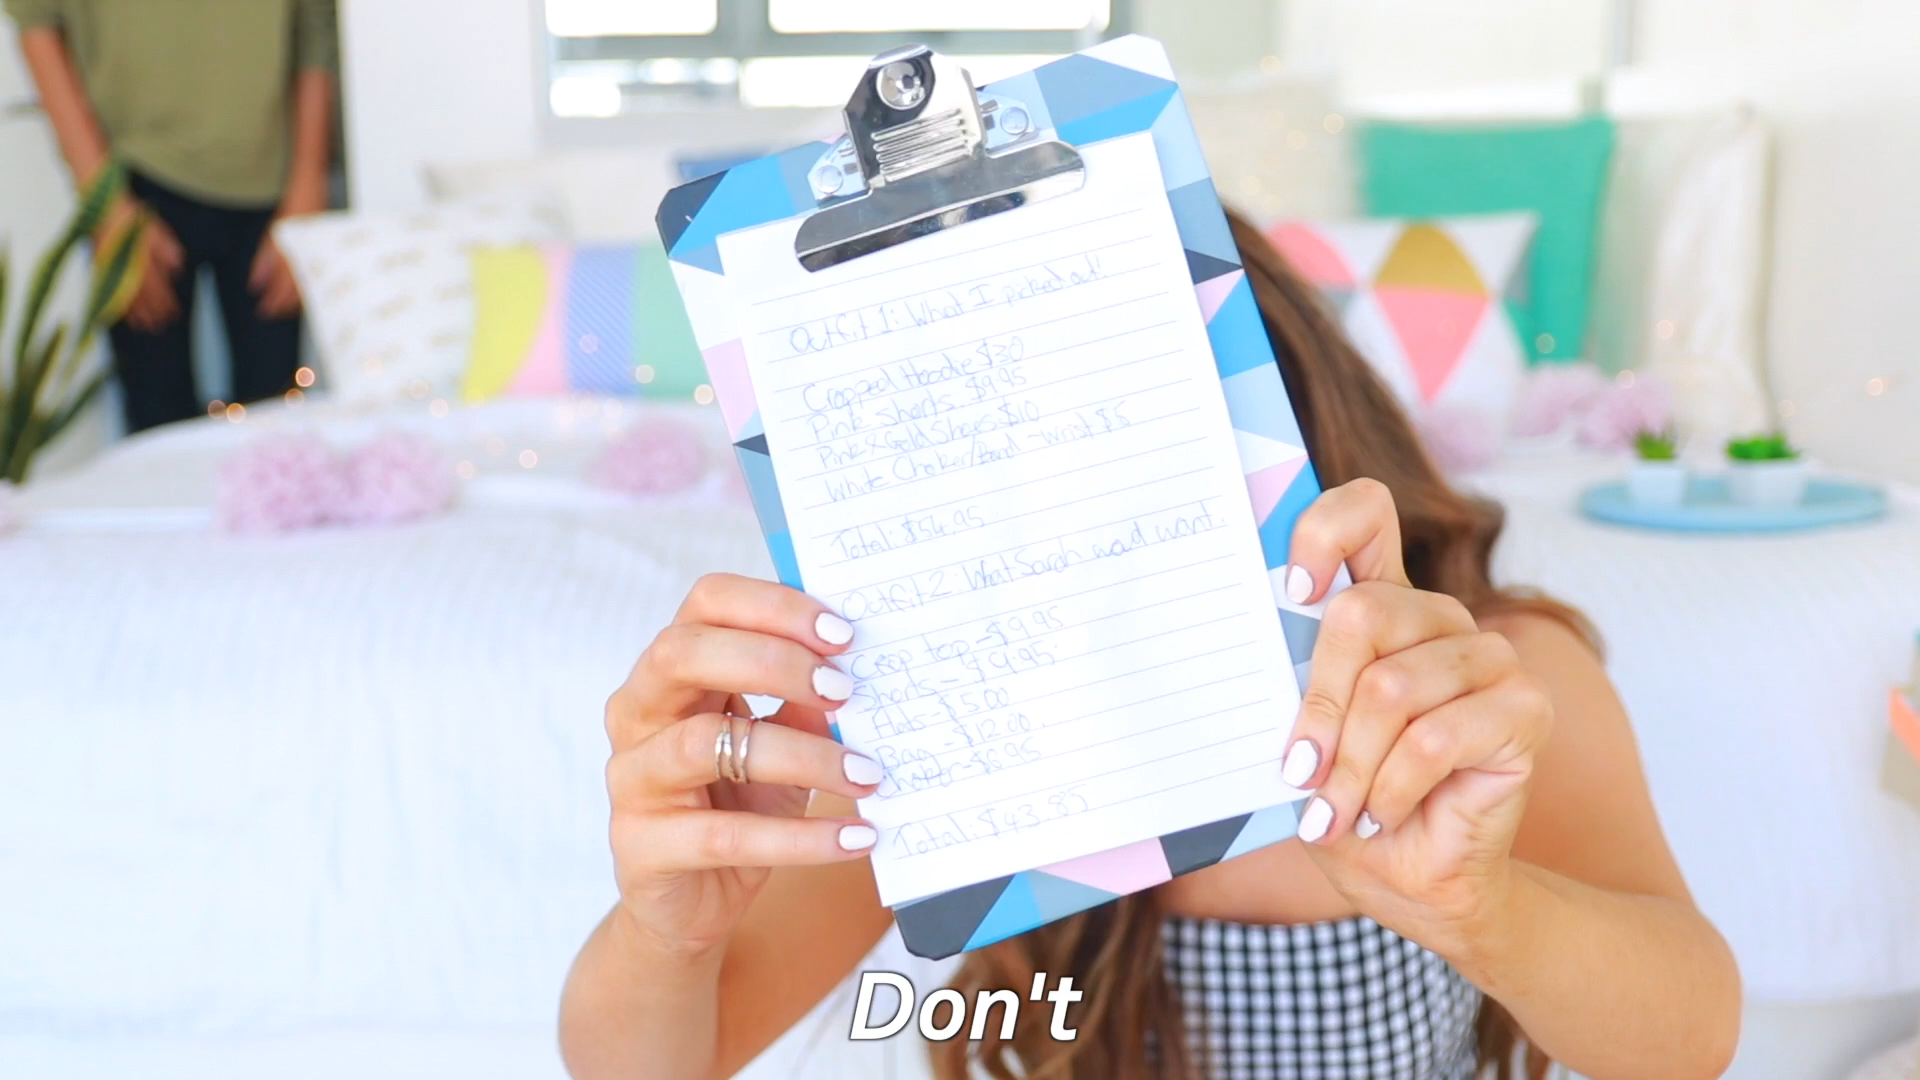 Outfit 1: What I picked out!
Cropped Hoodie $30
Pink Shorts $9.95
Pink & Gold Shoes $10
White Choker/Band - wrist $5
Total: $54.95
Outfit 2: What Sarah would want.
Crop top - $9.95
Shorts - $9.95
Flats - $5.00
Bag - $12.00
Choker - $6.95
Total: $43.85
Don't